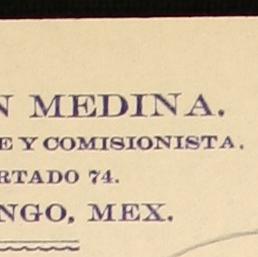 N MEDINA.
E Y COMISIONISTA.
RTADO 74.
NGO, MEX.